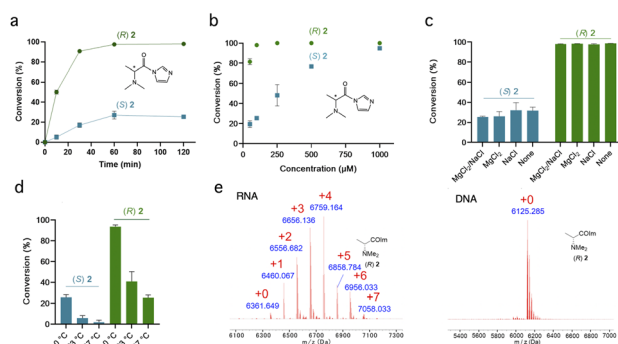 a
Conversion (%)
100
80
60
40
20
0
(R) 2
(S) 2
O
N
N
N
*
0
30
60
90
120
Time (min)
b
Conversion (%)
100
80
60
40
20
0
(R) 2
(S) 2
O
N
N
N
*
0
250
500
750
1000
Concentration (µM)
c
Conversion (%)
100
80
60
40
20
0
(R) 2
(S) 2
MgCl2/NaCl
MgCl2
NaCl
None
MgCl2/NaCl
MgCl2
NaCl
None
d
Conversion (%)
100
80
60
40
20
0
(R) 2
(S) 2
e
RNA
+0
6361.649
+1
6460.067
+2
6556.682
+3
6656.136
+4
6759.164
+5
6858.784
+6
6956.033
+7
7058.033
COIm
NMe2
(R) 2
6100
6300
6500
6700
6900
7100
7300
m/z (Da)
DNA
+0
6125.285
COIm
NMe2
(R) 2
5400
5600
5800
6000
6200
6400
6600
6800
7000
m/z (Da)